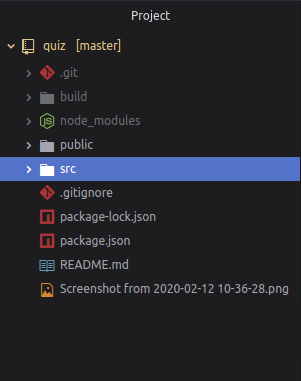 Project
quiz [master]
.git
build
node_modules
public
src
.gitignore
package-lock.json
package.json
README.md
Screenshot from 2020-02-12 10-36-28.png